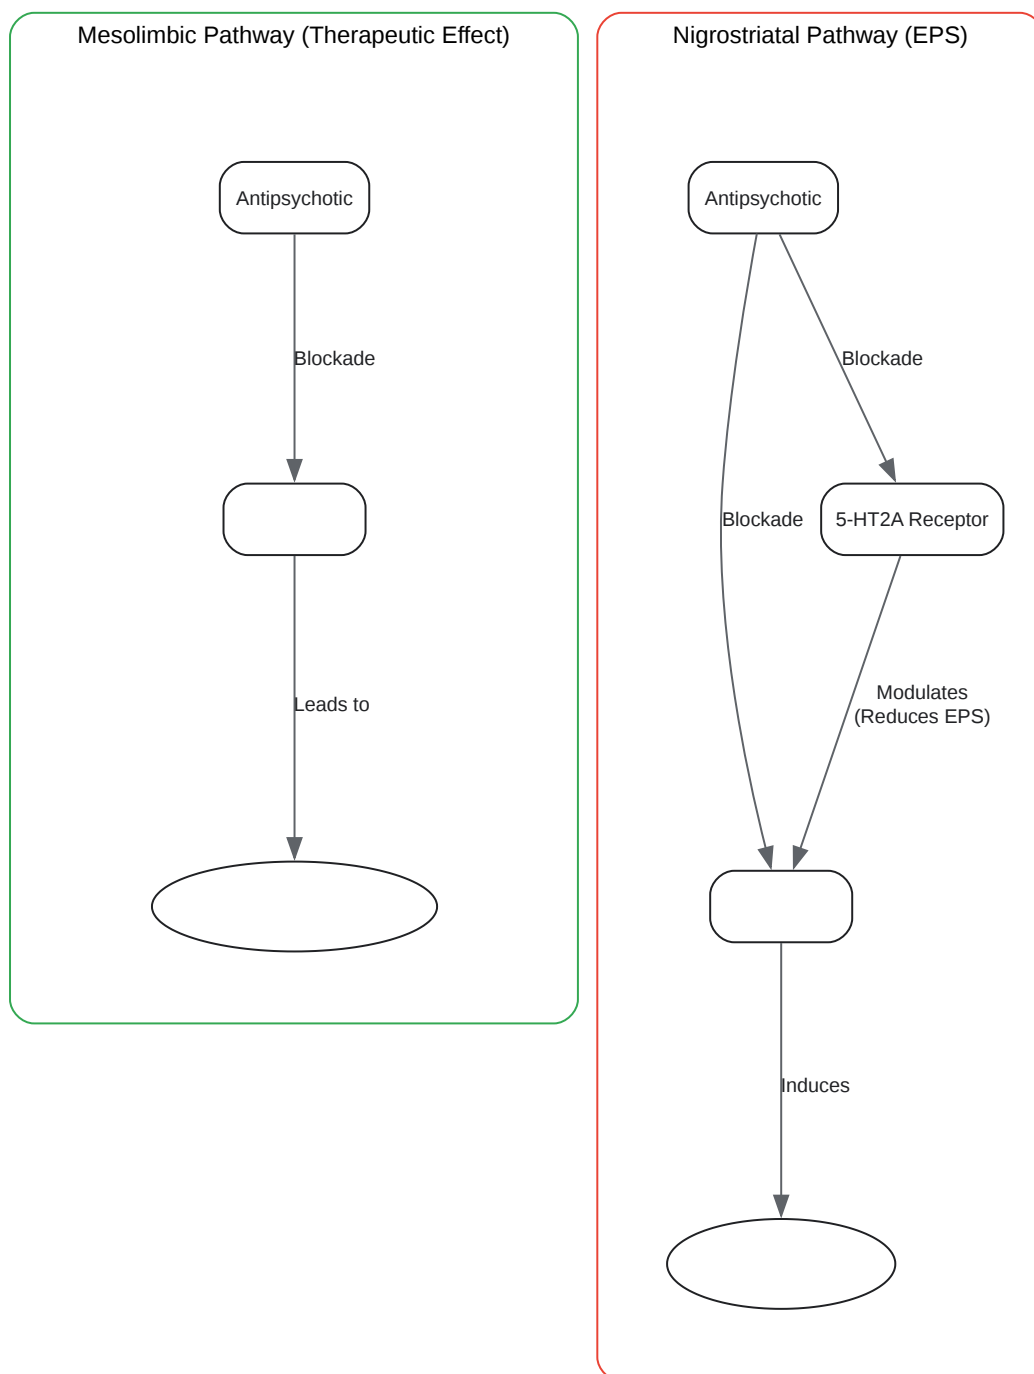 Mesolimbic Pathway (Therapeutic Effect)
Antipsychotic
Blockade
Leads to
Nigrostriatal Pathway (EPS)
Antipsychotic
Blockade
Blockade
5-HT2A Receptor
Modulates
(Reduces EPS)
Induces